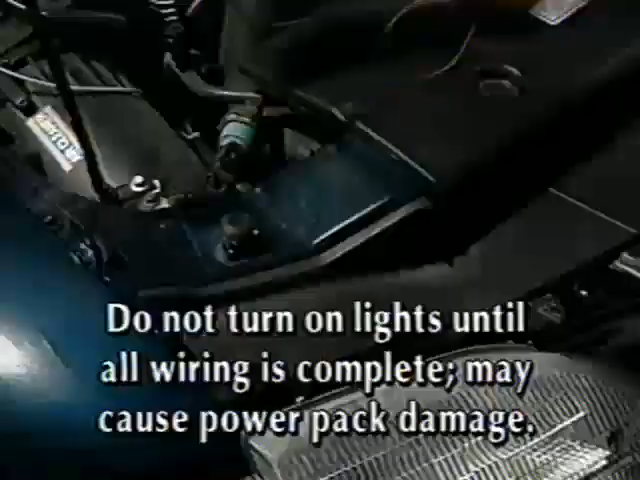 Do not turn on lights until
all wiring is complete; may
cause power pack damage.